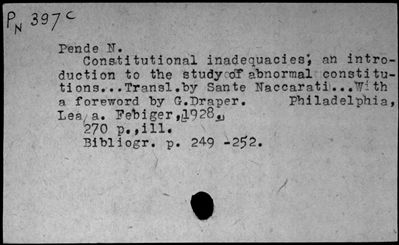 PN 397c
Pende N.
Constitutional inadequacies; an intro-
duction to the study of abnormal constitu-
tions...Transl.by Sante Naccarati...With
a foreword by G.Draper. Philadelphia,
Lea a. Febiger, 1928.
270 p.,ill.
Bibliogr. p. 249 -252.